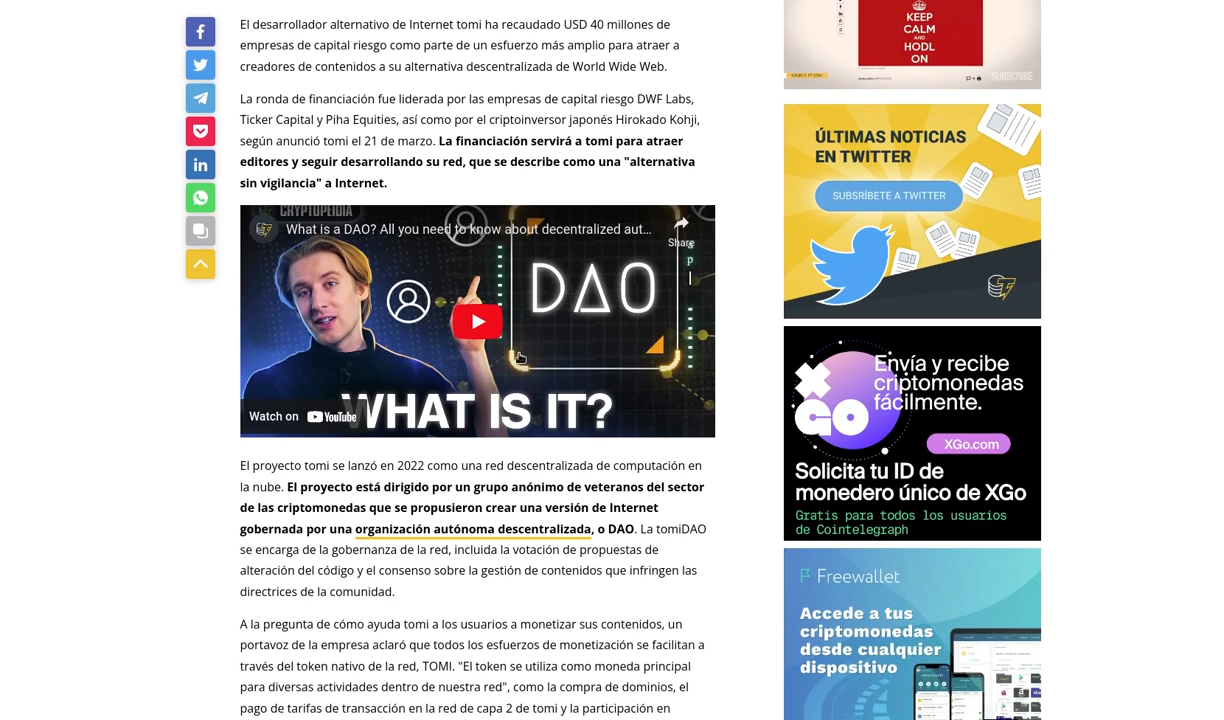 El desarrollador alternativo de Internet tomi ha recaudado USD 40 millones de
empresas de capital riesgo como parte de un esfuerzo más amplio para atraer a
creadores de contenidos a su alternativa descentralizada de World Wide Web.
La ronda de financiación fue liderada por las empresas de capital riesgo DWF Labs,
Ticker Capital y Piha Equities, así como por el criptoinversor japonés Hirokado Kohji,
según anunció tomi el 21 de marzo. La financiación servirá a tomi para atraer
editores y seguir desarrollando su red, que se describe como una "alternativa
sin vigilancia" a Internet.
CRYPTOPEDIA
What is a DAO? All you need to know about decentralized aut...
Share
DAO
WHAT IS IT?
Watch on YouTube
El proyecto tomi se lanzó en 2022 como una red descentralizada de computación en
la nube. El proyecto está dirigido por un grupo anónimo de veteranos del sector
de las criptomonedas que se propusieron crear una versión de Internet
gobernada por una organización autónoma descentralizada, o DAO. La tomiDAO
se encarga de la gobernanza de la red, incluida la votación de propuestas de
alteración del código y el consenso sobre la gestión de contenidos que infringen las
directrices de la comunidad.
A la pregunta de cómo ayuda tomi a los usuarios a monetizar sus contenidos, un
portavoz de la empresa aclaró que todos los esfuerzos de monetización se facilitan a
través del token nativo de la red, TOMI. "El token se utiliza como moneda principal
para diversas actividades dentro de nuestra red", como la compra de dominios, el
pago de tarifas de transacción en la red de capa 2 de tomi y la participación en
KEEP
CALM
AND
HODL
ON
SUBSCRIBE
ÚLTIMAS NOTICIAS
EN TWITTER
SUBSRÍBETE A TWITTER
XGO
Envía y recibe
criptomonedas
fácilmente.
XGo.com
Solicita tu ID de
monedero único de XGo
Gratis para todos los usuarios
de Cointelegraph
Freewallet
Accede a tus
criptomonedas
desde cualquier
dispositivo